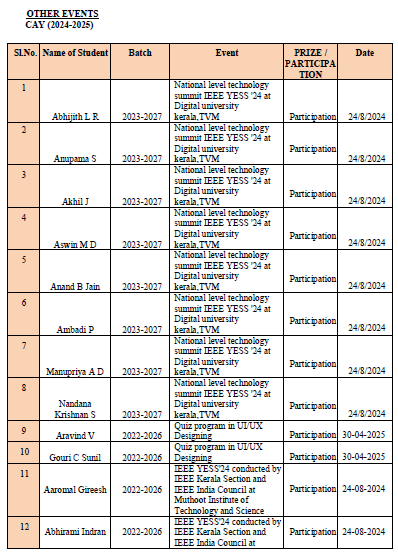 OTHER EVENTS
CAY (2024-2025)
Sl.No. Name of Student Batch Event PRIZE / PARTICIPA TION Date
1 Abhijith L R 2023-2027 National level technology summit IEEE YESS '24 at Digital university kerala,TVM Participation 24/8/2024
2 Anupama S 2023-2027 National level technology summit IEEE YESS '24 at Digital university kerala,TVM Participation 24/8/2024
3 Akhil J 2023-2027 National level technology summit IEEE YESS '24 at Digital university kerala,TVM Participation 24/8/2024
4 Aswin M D 2023-2027 National level technology summit IEEE YESS '24 at Digital university kerala,TVM Participation 24/8/2024
5 Anand B Jain 2023-2027 National level technology summit IEEE YESS '24 at Digital university kerala,TVM Participation 24/8/2024
6 Ambadi P 2023-2027 National level technology summit IEEE YESS '24 at Digital university kerala,TVM Participation 24/8/2024
7 Manupriya A D 2023-2027 National level technology summit IEEE YESS '24 at Digital university kerala,TVM Participation 24/8/2024
8 Nandana Krishnan S 2023-2027 National level technology summit IEEE YESS '24 at Digital university kerala,TVM Participation 24/8/2024
9 Aravind V 2022-2026 Quiz program in UI/UX Designing Participation 30-04-2025
10 Gouri C Sunil 2022-2026 Quiz program in UI/UX Designing Participation 30-04-2025
11 Aaromal Gireesh 2022-2026 IEEE YESS'24 conducted by IEEE Kerala Section and IEEE India Council at Muthoot Institute of Technology and Science Participation 24-08-2024
12 Abhirami Indran 2022-2026 IEEE YESS'24 conducted by IEEE Kerala Section and IEEE India Council at Participation 24-08-2024